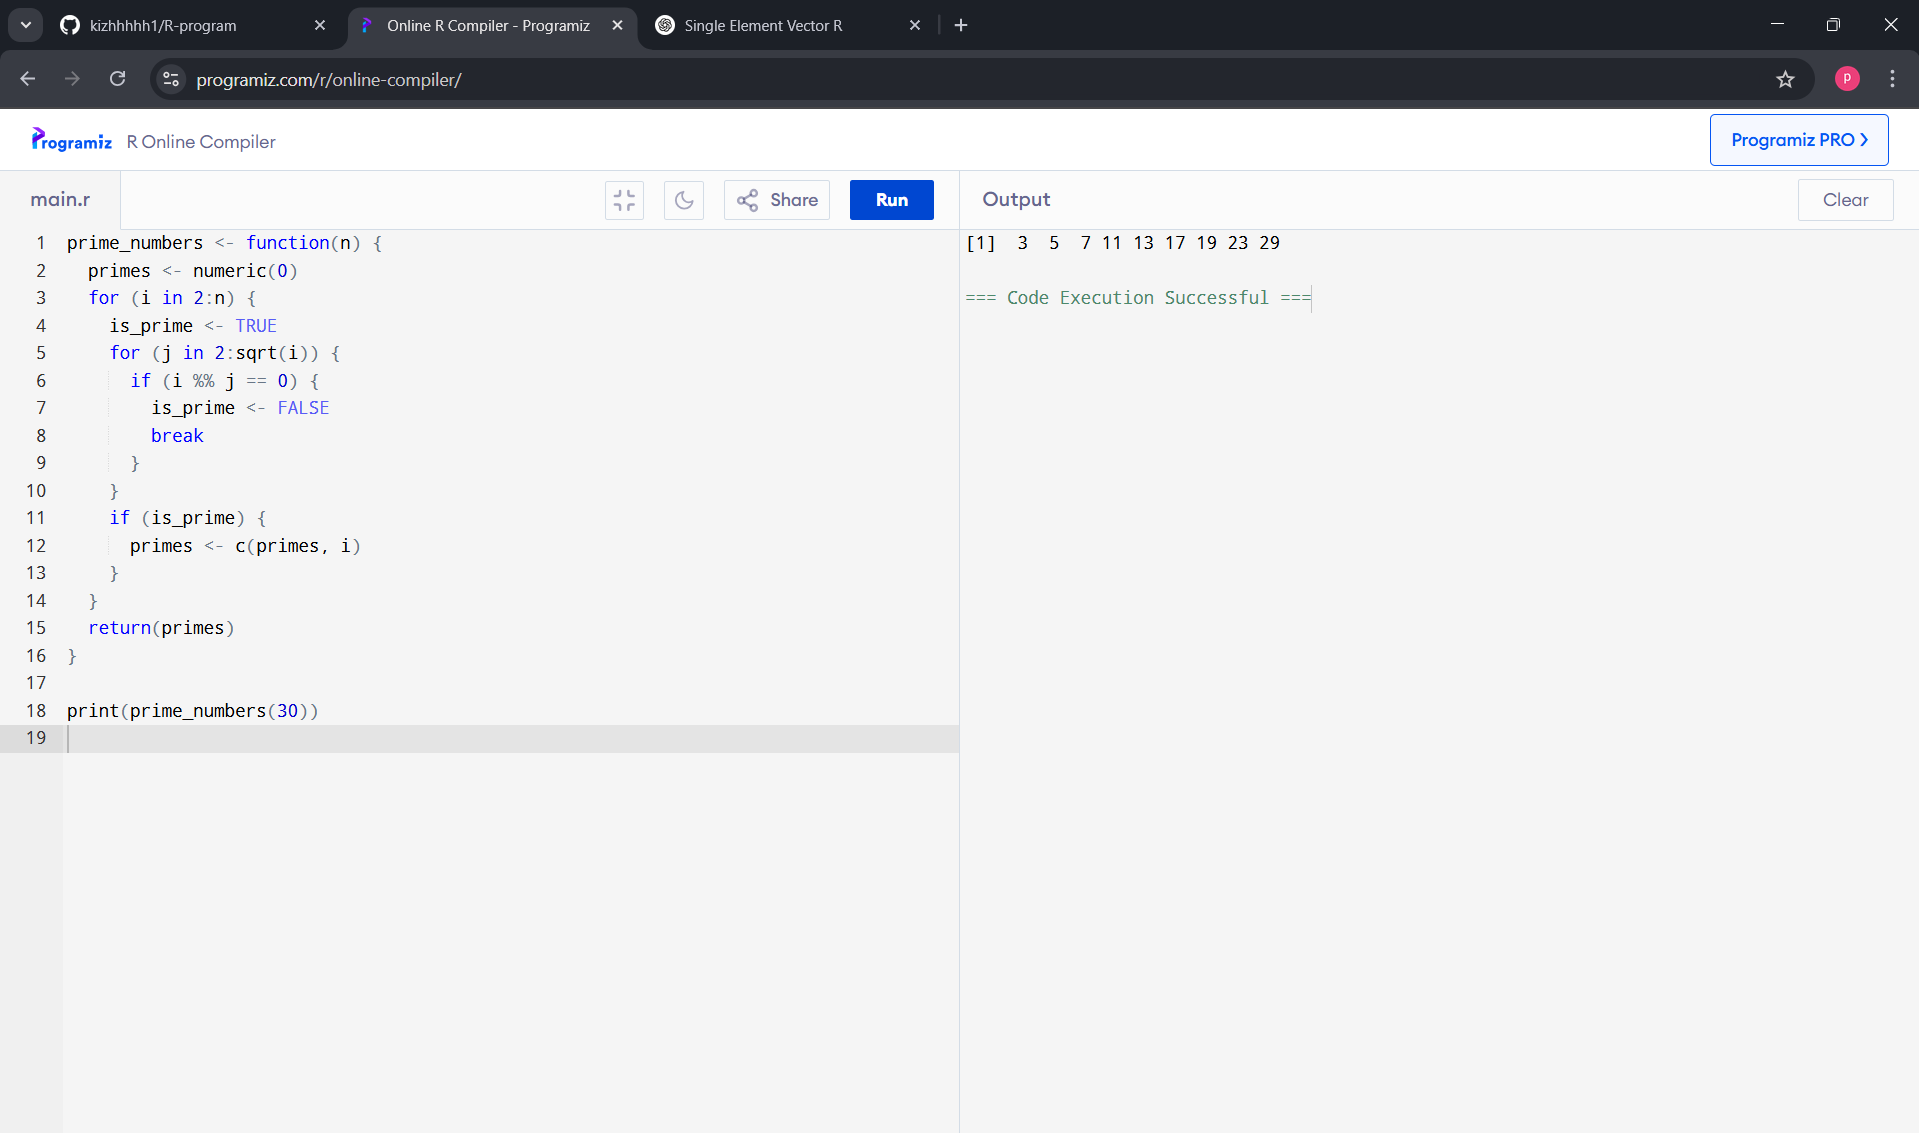 kizhhhhh1/R-program
Online R Compiler - Programiz
Single Element Vector R
programiz.com/r/online-compiler/
P
Programiz R Online Compiler
Programiz PRO
main.r
Share
Run
Output
Clear
1 prime_numbers <- function(n) {
2   primes <- numeric(0)
3   for (i in 2:n) {
4     is_prime <- TRUE
5     for (j in 2:sqrt(i)) {
6       if (i %% j == 0) {
7         is_prime <- FALSE
8         break
9       }
10     }
11     if (is_prime) {
12       primes <- c(primes, i)
13     }
14   }
15   return(primes)
16 }
17
18 print(prime_numbers(30))
19
[1]  3  5  7 11 13 17 19 23 29
=== Code Execution Successful ===